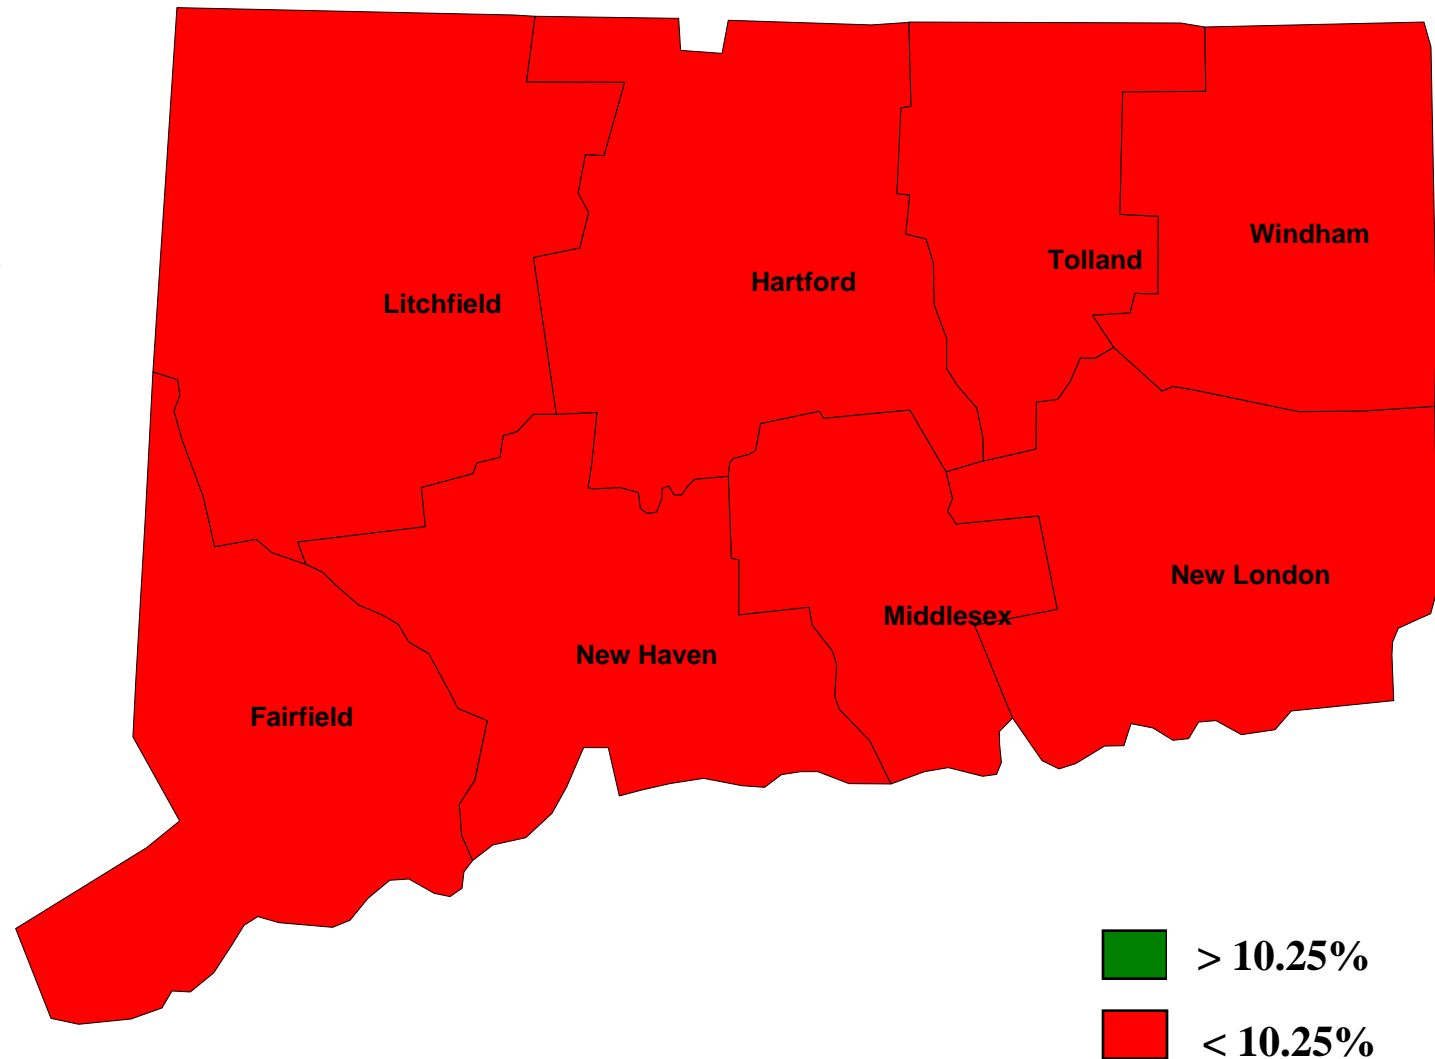 Windham
Tolland
Hartford
Litchfield
New London
Middlesex
New Haven
Fairfield
> 10.25%
< 10.25%